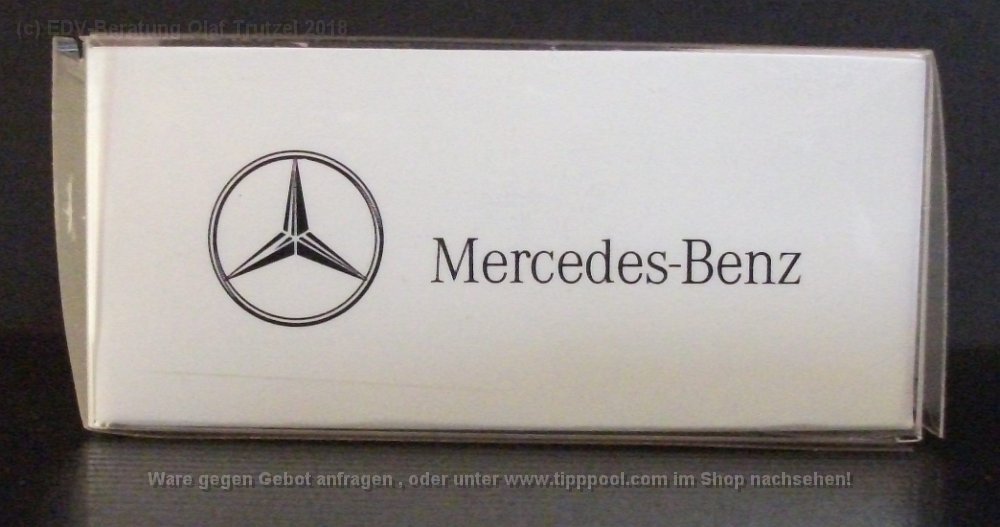 (c) EDV-Beratung Olaf Trutzel 2018
Mercedes-Benz
Ware gegen Gebot anfragen , oder unter www.tipppool.com im Shop nachsehen!